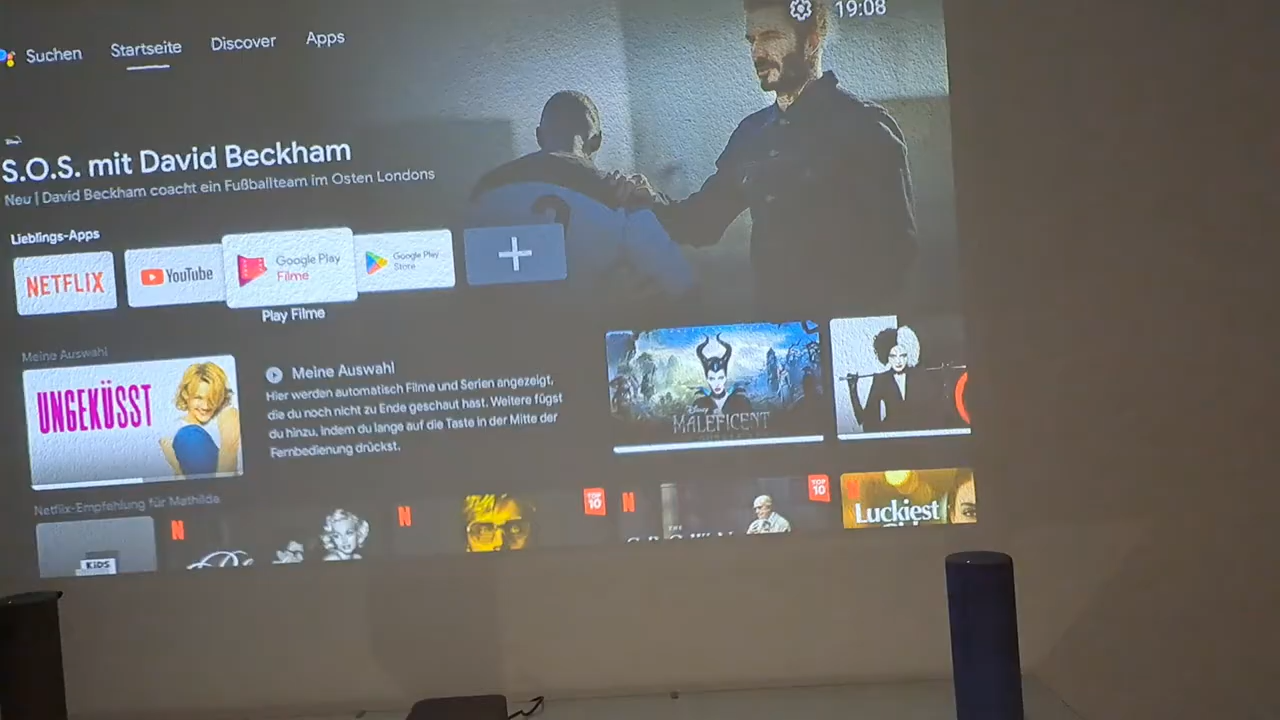 Suchen Startseite Discover Apps 19:08
S.O.S. mit David Beckham
Neu | David Beckham coacht ein Fußballteam im Osten Londons
Lieblings-Apps
NETFLIX
YouTube
Google Play
Filme
Google Play
Store
Play Filme
Meine Auswahl
UNGEKÜSST
Meine Auswahl
Hier werden automatisch Filme und Serien angezeigt,
die du noch nicht zu Ende geschaut hast. Weitere fügst
du hinzu, indem du lange auf die Taste in der Mitte der
Fernbedienung drückst.
Disney
MALEFICENT
Netflix-Empfehlung für Mathilda
KIDS
N
N
TOP
10
N
THE
CROWN
TOP
10
Luckiest